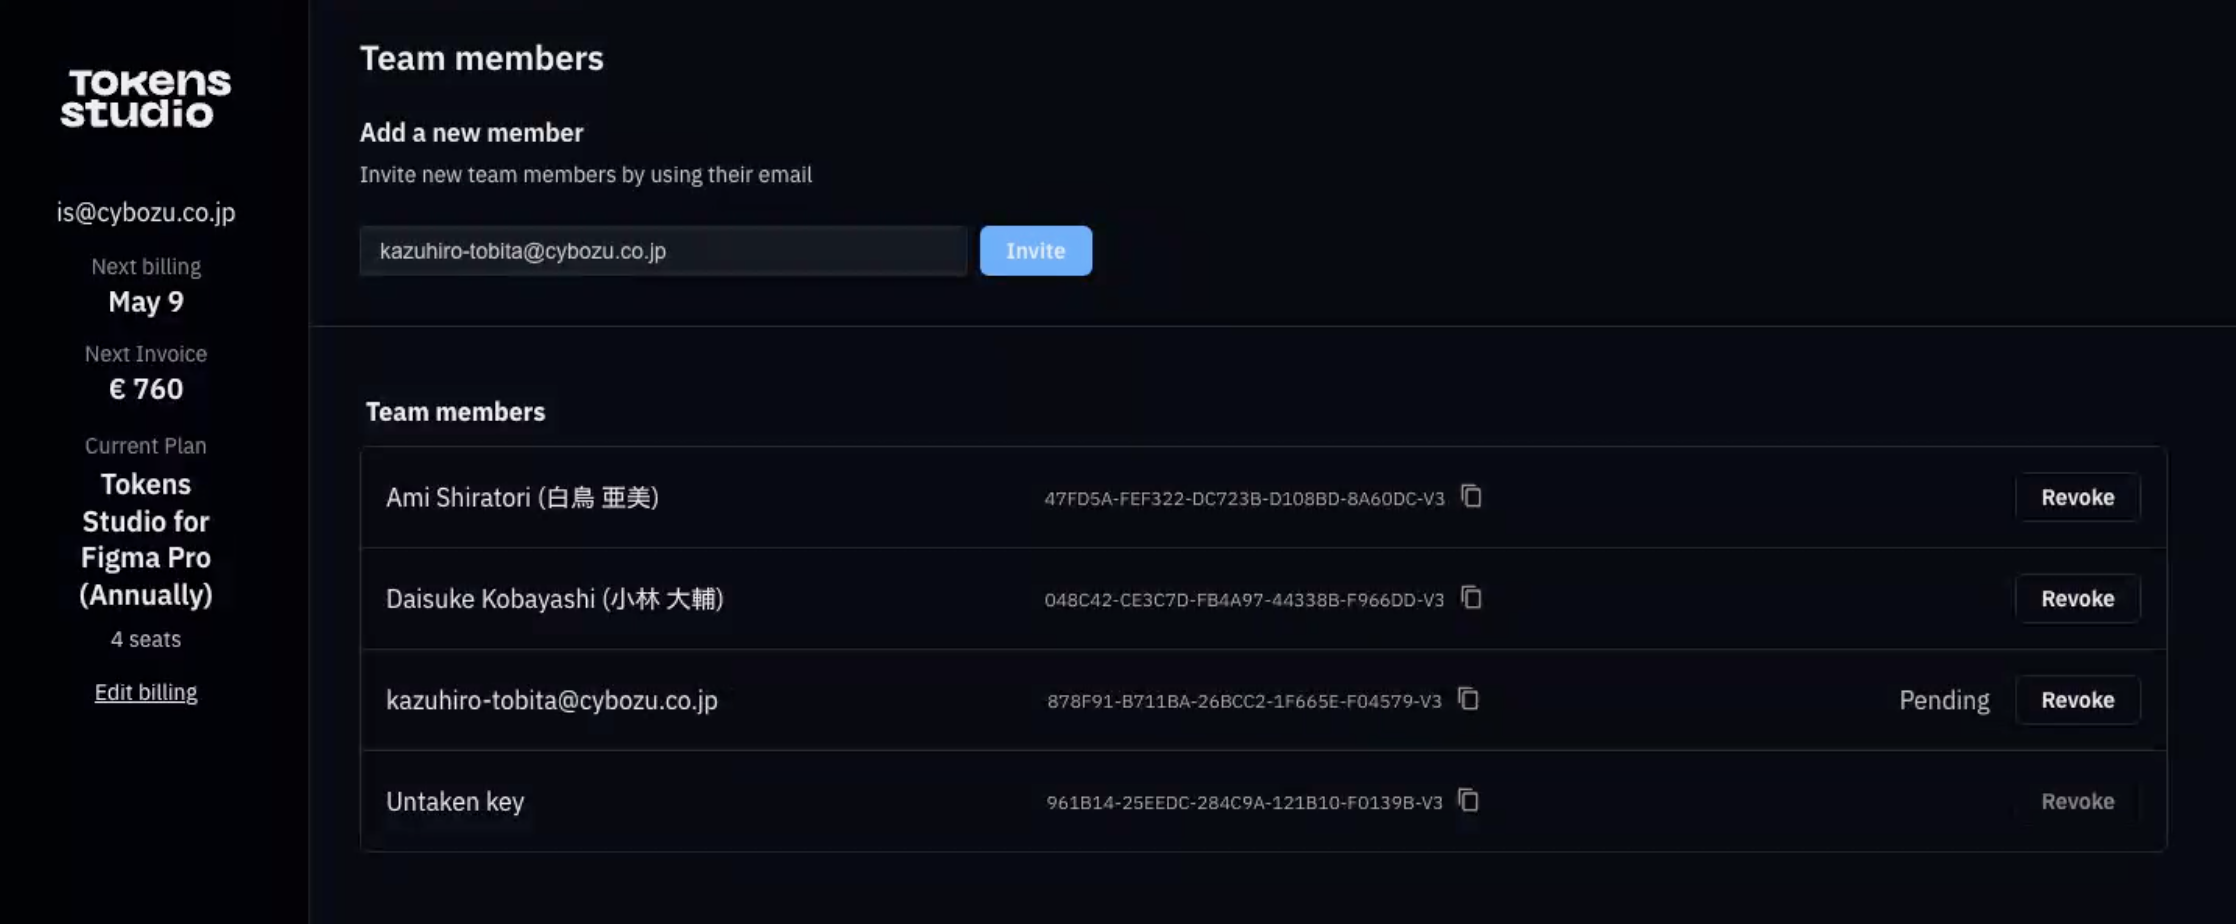 Tokens
studio
is@cybozu.co.jp
Next billing
May 9
Next Invoice
€ 760
Current Plan
Tokens
Studio for
Figma Pro
(Annually)
4 seats
Edit billing
Team members
Add a new member
Invite new team members by using their email
kazuhiro-tobita@cybozu.co.jp Invite
Team members
Ami Shiratori (白鳥 亜美) 47FD5A-FEF322-DC723B-D108BD-8A60DC-V3 Revoke
Daisuke Kobayashi (小林 大輔) 048C42-CE3C7D-FB4A97-44338B-F966DD-V3 Revoke
kazuhiro-tobita@cybozu.co.jp 878F91-B711BA-26BCC2-1F665E-F04579-V3 Pending Revoke
Untaken key 961B14-25EEDC-284C9A-121B10-F0139B-V3 Revoke